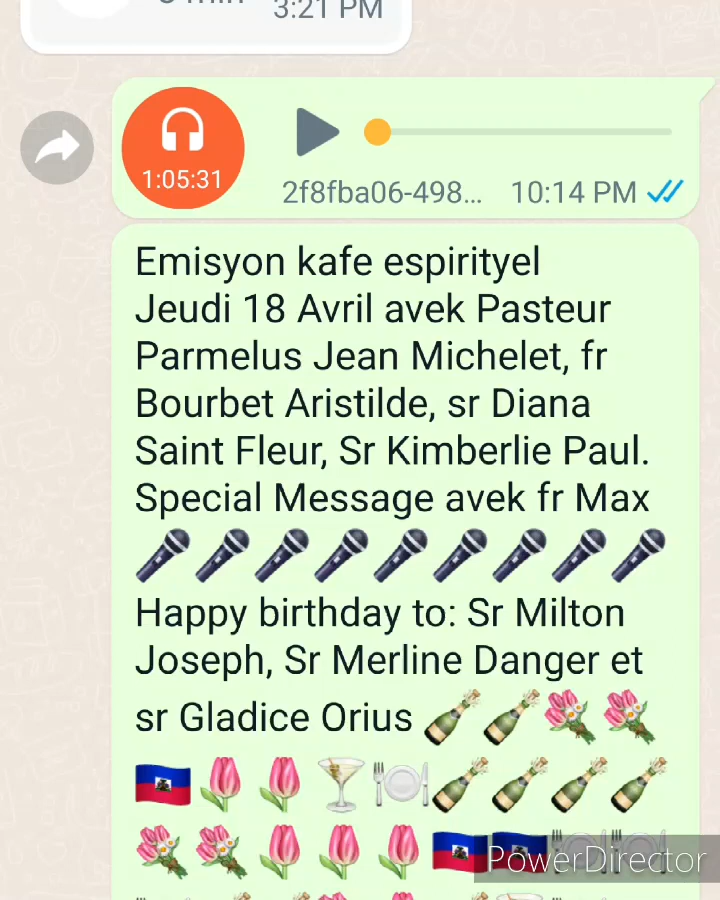 3:21 PM
1:05:31
2f8fba06-498... 10:14 PM
Emisyon kafe espirityel
Jeudi 18 Avril avek Pasteur
Parmelus Jean Michelet, fr
Bourbet Aristilde, sr Diana
Saint Fleur, Sr Kimberlie Paul.
Special Message avek fr Max
🎤🎤🎤🎤🎤🎤🎤🎤🎤
Happy birthday to: Sr Milton
Joseph, Sr Merline Danger et
sr Gladice Orius 🍾🍾💐💐
🇭🇹🌷🌷🍸🍽️🍾🍾🍾🍾
💐💐🌷🌷🌷🇭🇹🇭🇹🍽️🍽️
PowerDirector